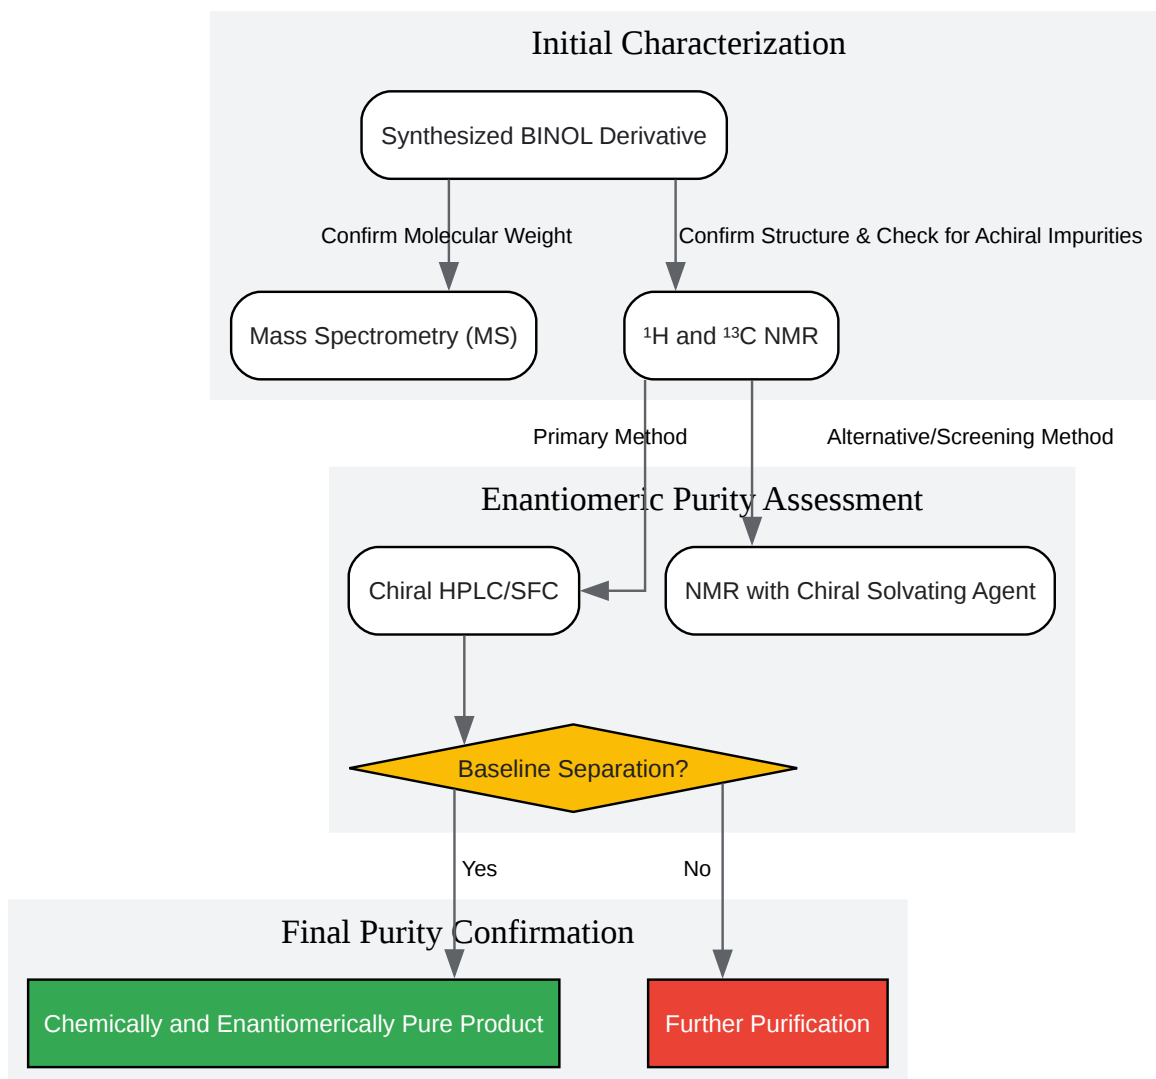 Initial Characterization
Synthesized BINOL Derivative
Confirm Molecular Weight
Confirm Structure & Check for Achiral Impurities
Mass Spectrometry (MS)
¹H and ¹³C NMR
Primary Method
Alternative/Screening Method
Enantiomeric Purity Assessment
Chiral HPLC/SFC
NMR with Chiral Solvating Agent
Baseline Separation?
Yes
No
Final Purity Confirmation
Chemically and Enantiomerically Pure Product
Further Purification